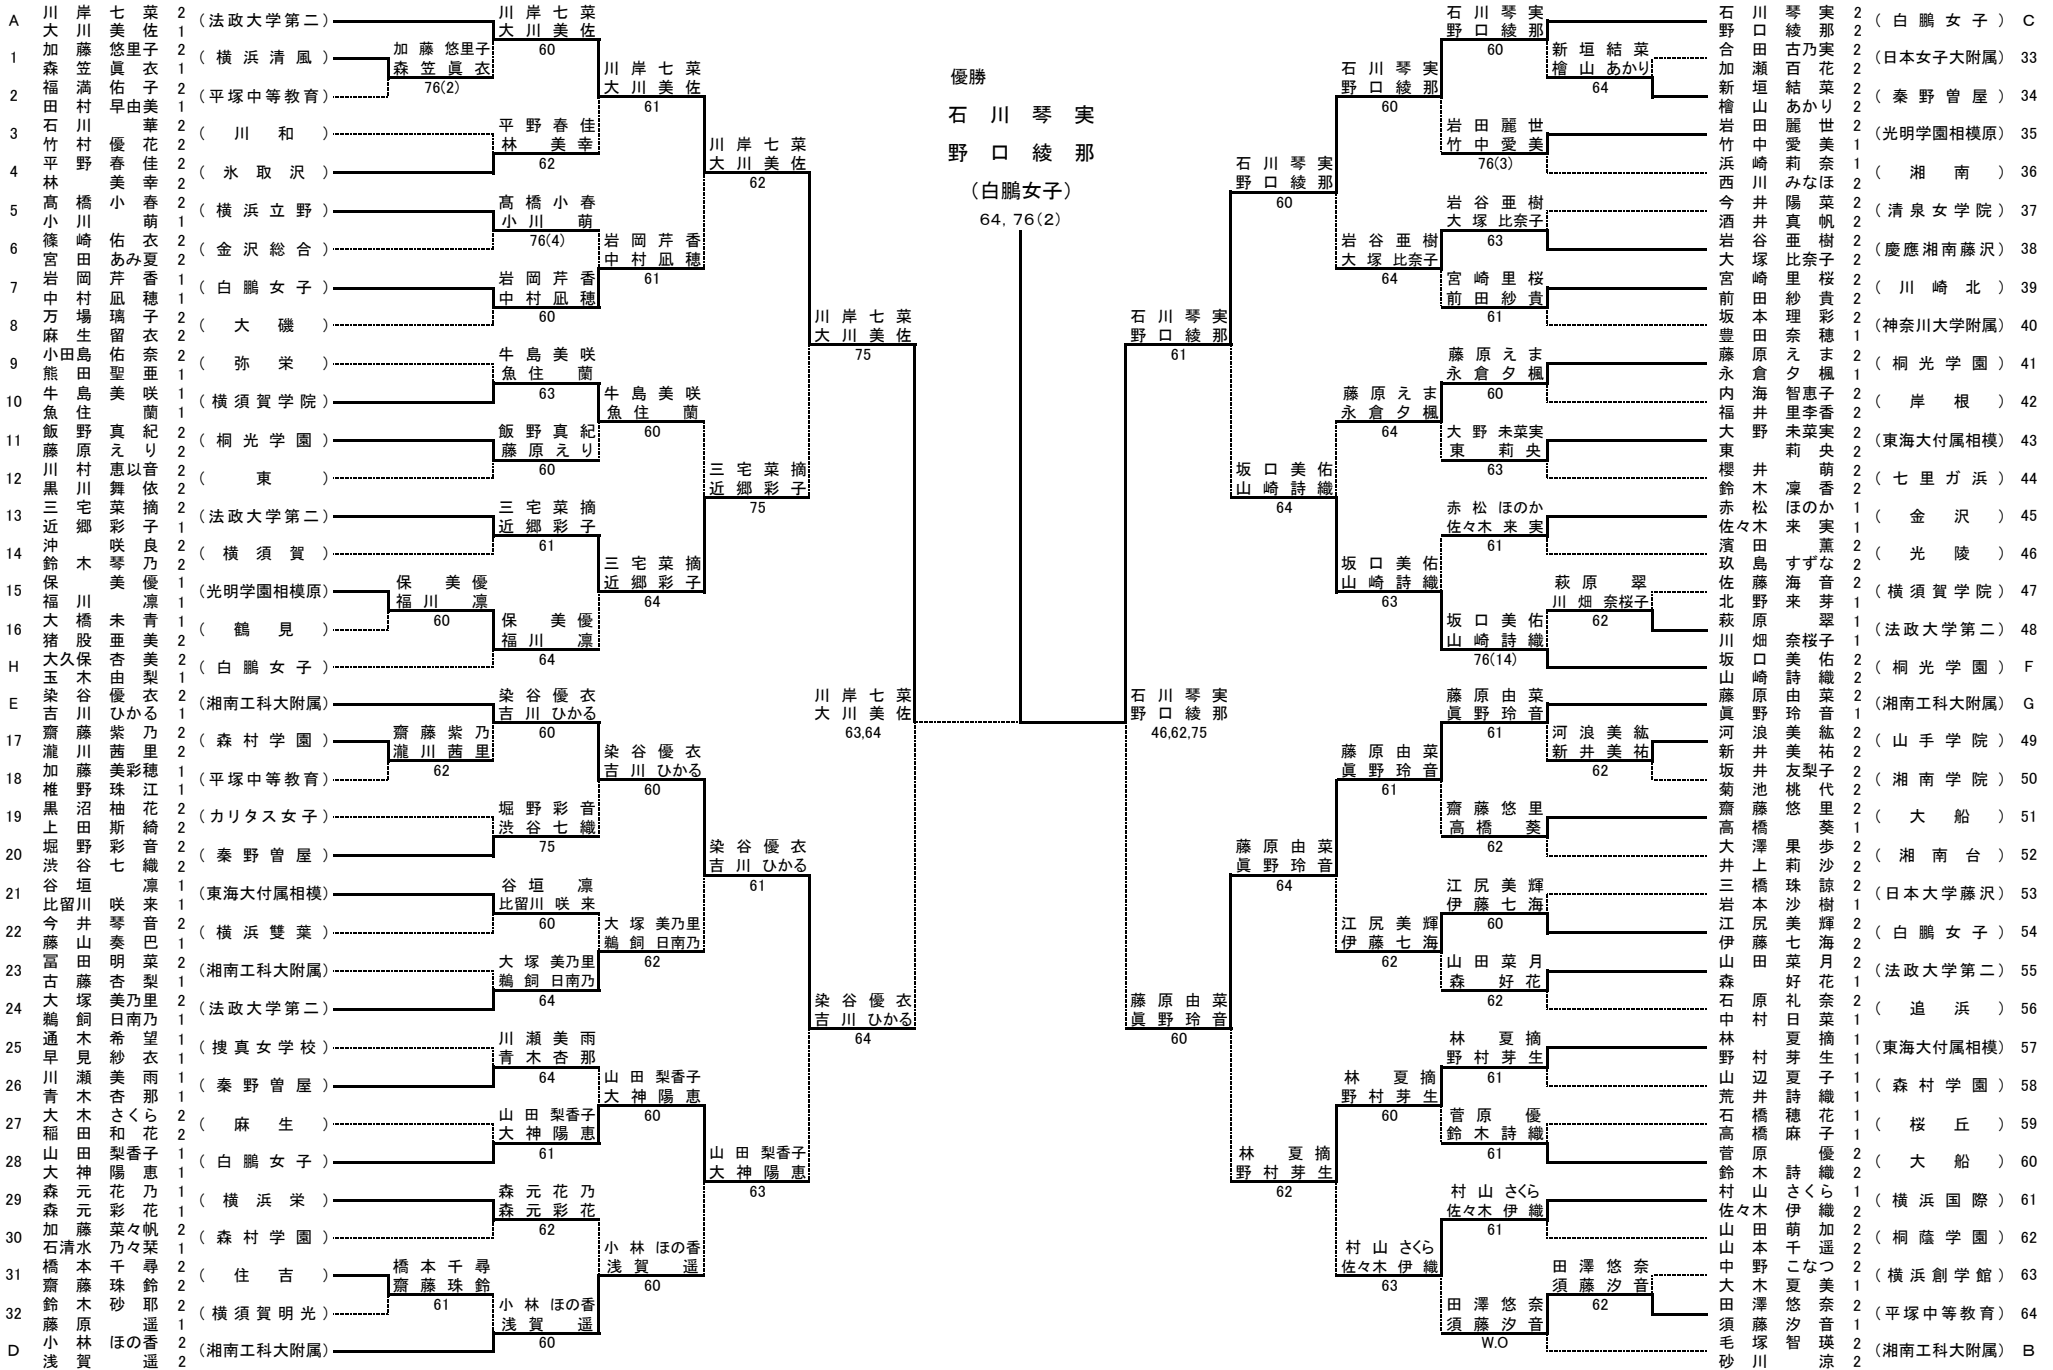 A 川岸七菜 2 (法政大学第二)
大川美佐 1
1 加藤悠里子 2 (横浜清風)
森笠眞衣 1
2 福満佑子 2 (平塚中等教育)
田村早由美 1
3 石川華 2 (川和)
竹村優花 2
4 平野春佳 2 (氷取沢)
林美幸 2
5 髙橋小春 2 (横浜立野)
小川萌 1
6 篠崎佑衣 2 (金沢総合)
宮田あみ夏 2
7 岩岡芹香 1 (白鵬女子)
中村凪穂 1
8 万場璃子 2 (大磯)
麻生留衣 2
9 小田島佑奈 2 (弥栄)
熊田聖亜 1
10 牛島美咲 1 (横須賀学院)
魚住蘭 1
11 飯野真紀 2 (桐光学園)
藤原えり 2
12 川村恵以音 2 (東)
黒川舞依 2
13 三宅菜摘 2 (法政大学第二)
近郷彩子 1
14 沖咲良 2 (横須賀)
鈴木琴乃 2
15 保美優 1 (光明学園相模原)
福川凛 1
16 大橋未青 1 (鶴見)
猪股亜美 2
H 大久保杏美 2 (白鵬女子)
玉木由梨 1
E 染谷優衣 2 (湘南工科大附属)
吉川ひかる 1
17 齋藤紫乃 2 (森村学園)
瀧川茜里 2
18 加藤美彩穂 1 (平塚中等教育)
椎野珠江 1
19 黒沼柚花 2 (カリタス女子)
上田斯綺 2
20 堀野彩音 2 (秦野曽屋)
渋谷七織 2
21 谷垣凛 1 (東海大付属相模)
比留川咲来 1
22 今井琴音 2 (横浜雙葉)
藤山奏巴 1
23 冨田明菜 2 (湘南工科大附属)
古藤杏梨 1
24 大塚美乃里 2 (法政大学第二)
鵜飼日南乃 1
25 通木希望 1 (捜真女学校)
早見紗衣 1
26 川瀬美雨 1 (秦野曽屋)
青木杏那 1
27 大木さくら 2 (麻生)
稲田和花 2
28 山田梨香子 1 (白鵬女子)
大神陽恵 1
29 森元花乃 1 (横浜栄)
森元彩花 1
30 加藤菜々帆 2 (森村学園)
石清水乃々栞 1
31 橋本千尋 2 (住吉)
齋藤珠鈴 2
32 鈴木砂耶 2 (横須賀明光)
藤原遥 1
D 小林ほの香 2 (湘南工科大附属)
浅賀遥 2
加藤悠里子
森笠眞衣
76(2)
保美優
福川凛
60
齋藤紫乃
瀧川茜里
62
橋本千尋
齋藤珠鈴
61
川岸七菜
大川美佐
60
平野春佳
林美幸
62
髙橋小春
小川萌
76(4)
岩岡芹香
中村凪穂
60
牛島美咲
魚住蘭
63
飯野真紀
藤原えり
60
三宅菜摘
近郷彩子
61
保美優
福川凛
64
染谷優衣
吉川ひかる
60
堀野彩音
渋谷七織
75
谷垣凛
比留川咲来
60
大塚美乃里
鵜飼日南乃
64
川瀬美雨
青木杏那
64
山田梨香子
大神陽恵
61
森元花乃
森元彩花
62
小林ほの香
浅賀遥
60
川岸七菜
大川美佐
61
岩岡芹香
中村凪穂
61
牛島美咲
魚住蘭
60
三宅菜摘
近郷彩子
64
染谷優衣
吉川ひかる
60
大塚美乃里
鵜飼日南乃
62
山田梨香子
大神陽恵
60
小林ほの香
浅賀遥
60
川岸七菜
大川美佐
62
三宅菜摘
近郷彩子
75
染谷優衣
吉川ひかる
61
山田梨香子
大神陽恵
63
川岸七菜
大川美佐
75
染谷優衣
吉川ひかる
64
川岸七菜
大川美佐
63,64
優勝
石川琴実
野口綾那
(白鵬女子)
64, 76(2)
石川琴実
野口綾那
46,62,75
石川琴実
野口綾那
61
藤原由菜
眞野玲音
60
石川琴実
野口綾那
60
坂口美佑
山崎詩織
64
藤原由菜
眞野玲音
64
林夏摘
野村芽生
62
石川琴実
野口綾那
60
岩谷亜樹
大塚比奈子
64
藤原えま
永倉夕楓
64
坂口美佑
山崎詩織
63
藤原由菜
眞野玲音
61
江尻美輝
伊藤七海
62
林夏摘
野村芽生
60
村山さくら
佐々木伊織
63
石川琴実
野口綾那
60
岩田麗世
竹中愛美
76(3)
岩谷亜樹
大塚比奈子
63
宮崎里桜
前田紗貴
61
藤原えま
永倉夕楓
60
大野未菜実
東莉央
63
赤松ほのか
佐々木来実
61
坂口美佑
山崎詩織
76(14)
藤原由菜
眞野玲音
61
齋藤悠里
高橋葵
62
江尻美輝
伊藤七海
60
山田菜月
森好花
62
林夏摘
野村芽生
61
菅原優
鈴木詩織
61
村山さくら
佐々木伊織
61
田澤悠奈
須藤汐音
W.O
新垣結菜
檜山あかり
64
萩原翠
川畑奈桜子
62
河浪美紘
新井美祐
62
田澤悠奈
須藤汐音
62
石川琴実 2 (白鵬女子) C
野口綾那 2
合田古乃実 2 (日本女子大附属) 33
加瀬百花 2
新垣結菜 2 (秦野曽屋) 34
檜山あかり 2
岩田麗世 2 (光明学園相模原) 35
竹中愛美 1
浜崎莉奈 1 (湘南) 36
西川みなほ 2
今井陽菜 2 (清泉女学院) 37
酒井真帆 2
岩谷亜樹 2 (慶應湘南藤沢) 38
大塚比奈子 2
宮崎里桜 2 (川崎北) 39
前田紗貴 2
坂本理彩 2 (神奈川大学附属) 40
豊田奈穂 1
藤原えま 2 (桐光学園) 41
永倉夕楓 1
内海智恵子 2 (岸根) 42
福井里李香 2
大野未菜実 2 (東海大付属相模) 43
東莉央 2
櫻井萌 2 (七里ガ浜) 44
鈴木凜香 2
赤松ほのか 1 (金沢) 45
佐々木来実 1
濱田薫 2 (光陵) 46
玖島すずな 2
佐藤海音 2 (横須賀学院) 47
北野来芽 1
萩原翠 1 (法政大学第二) 48
川畑奈桜子 1
坂口美佑 2 (桐光学園) F
山崎詩織 2
藤原由菜 2 (湘南工科大附属) G
眞野玲音 1
河浪美紘 2 (山手学院) 49
新井美祐 2
坂井友梨子 2 (湘南学院) 50
菊池桃代 2
齋藤悠里 2 (大船) 51
高橋葵 1
大澤果歩 2 (湘南台) 52
井上莉沙 2
三橋珠諒 2 (日本大学藤沢) 53
岩本沙樹 1
江尻美輝 2 (白鵬女子) 54
伊藤七海 2
山田菜月 2 (法政大学第二) 55
森好花 1
石原礼奈 2 (追浜) 56
中村日菜 1
林夏摘 1 (東海大付属相模) 57
野村芽生 1
山辺夏子 1 (森村学園) 58
荒井詩織 1
石橋穂花 1 (桜丘) 59
高橋麻子 1
菅原優 2 (大船) 60
鈴木詩織 2
村山さくら 1 (横浜国際) 61
佐々木伊織 2
山田萌加 2 (桐蔭学園) 62
山本千遥 2
中野こなつ 2 (横浜創学館) 63
大木夏美 1
田澤悠奈 2 (平塚中等教育) 64
須藤汐音 1
毛塚智瑛 2 (湘南工科大附属) B
砂川涼 2